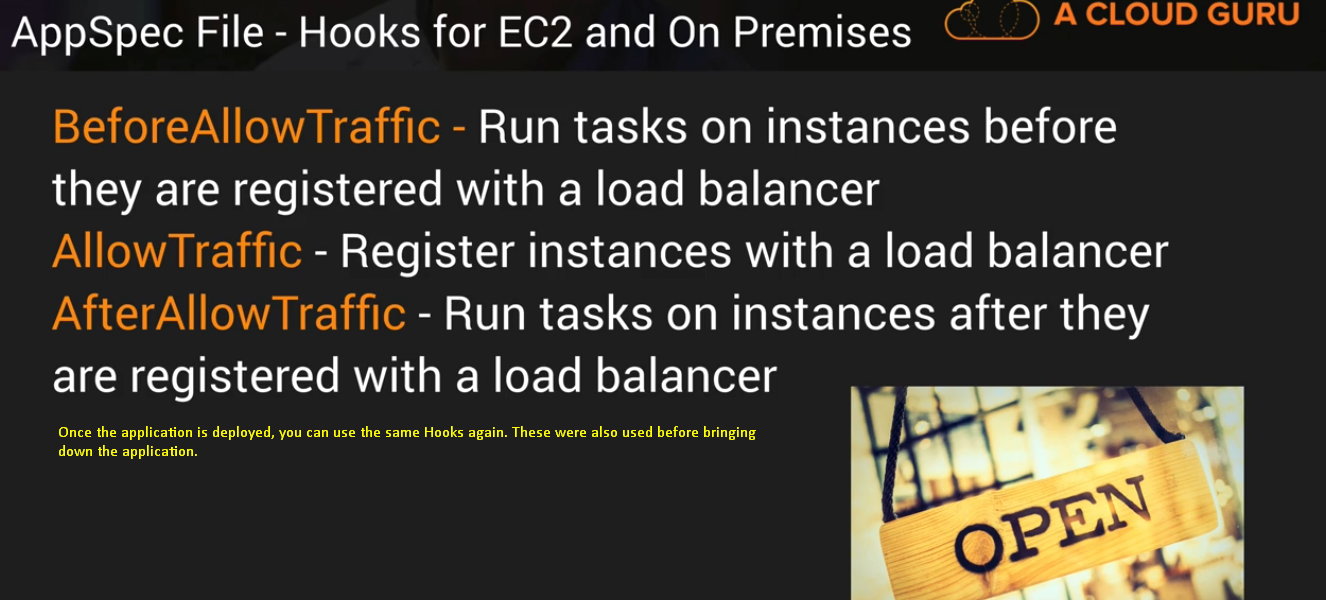 AppSpec File - Hooks for EC2 and On Premises
A CLOUD GURU
BeforeAllowTraffic - Run tasks on instances before
they are registered with a load balancer
AllowTraffic - Register instances with a load balancer
AfterAllowTraffic - Run tasks on instances after they
are registered with a load balancer
Once the application is deployed, you can use the same Hooks again. These were also used before bringing
down the application.
OPEN